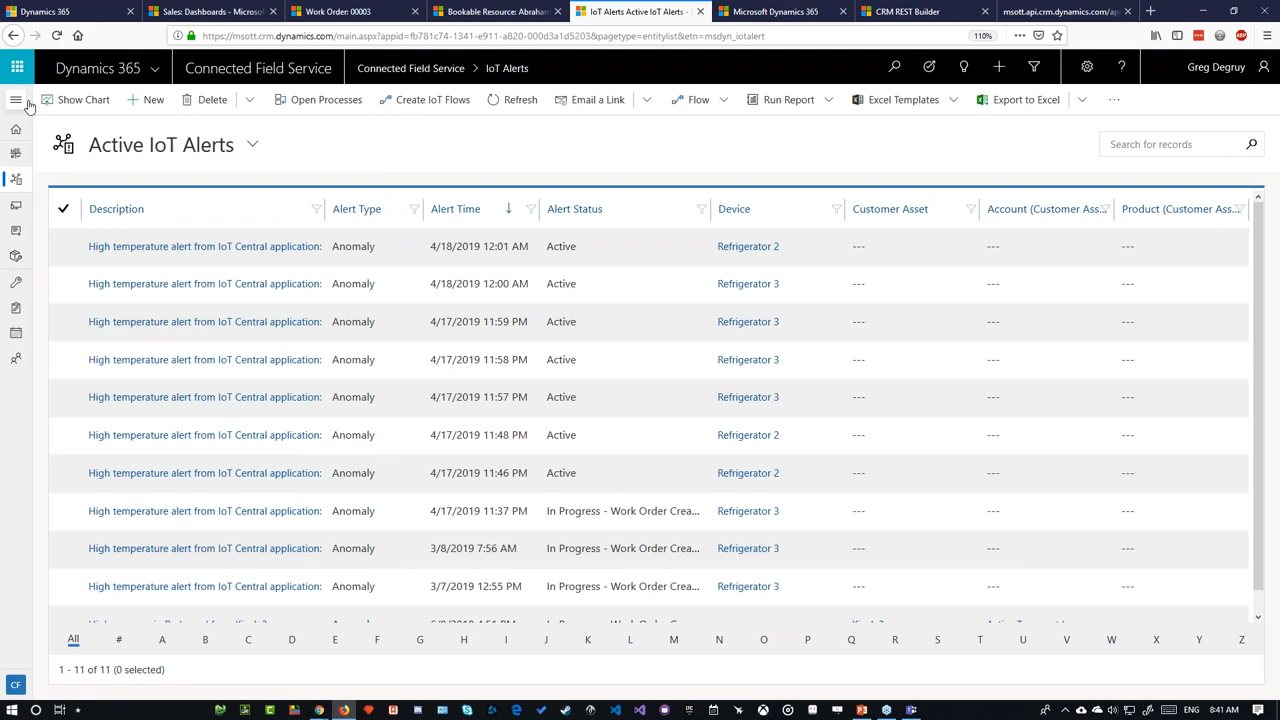 Dynamics 365
Sales: Dashboards - Microsof
Work Order: 00003
Bookable Resource: Abraham
IoT Alerts Active IoT Alerts -
Microsoft Dynamics 365
CRM REST Builder
msott.api.crm.dynamics.com/ap
https://msott.crm.dynamics.com/main.aspx?appid=fb781c74-1341-e911-a820-000d3a1d5203&pagetype=entitylist&etn=msdyn_iotalert
110%
Dynamics 365
Connected Field Service
Connected Field Service > IoT Alerts
Greg Degruy
Show Chart
New
Delete
Open Processes
Create IoT Flows
Refresh
Email a Link
Flow
Run Report
Excel Templates
Export to Excel
Active IoT Alerts
Search for records
Description Alert Type Alert Time Alert Status Device Customer Asset Account (Customer Ass... Product (Customer Ass...
High temperature alert from IoT Central application: Anomaly 4/18/2019 12:01 AM Active Refrigerator 2 --- --- ---
High temperature alert from IoT Central application: Anomaly 4/18/2019 12:00 AM Active Refrigerator 3 --- --- ---
High temperature alert from IoT Central application: Anomaly 4/17/2019 11:59 PM Active Refrigerator 3 --- --- ---
High temperature alert from IoT Central application: Anomaly 4/17/2019 11:58 PM Active Refrigerator 3 --- --- ---
High temperature alert from IoT Central application: Anomaly 4/17/2019 11:57 PM Active Refrigerator 3 --- --- ---
High temperature alert from IoT Central application: Anomaly 4/17/2019 11:48 PM Active Refrigerator 2 --- --- ---
High temperature alert from IoT Central application: Anomaly 4/17/2019 11:46 PM Active Refrigerator 2 --- --- ---
High temperature alert from IoT Central application: Anomaly 4/17/2019 11:37 PM In Progress - Work Order Crea... Refrigerator 3 --- --- ---
High temperature alert from IoT Central application: Anomaly 3/8/2019 7:56 AM In Progress - Work Order Crea... Refrigerator 3 --- --- ---
High temperature alert from IoT Central application: Anomaly 3/7/2019 12:55 PM In Progress - Work Order Crea... Refrigerator 3 --- --- ---
All # A B C D E F G H I J K L M N O P Q R S T U V W X Y Z
1 - 11 of 11 (0 selected)
CF
ENG 8:41 AM